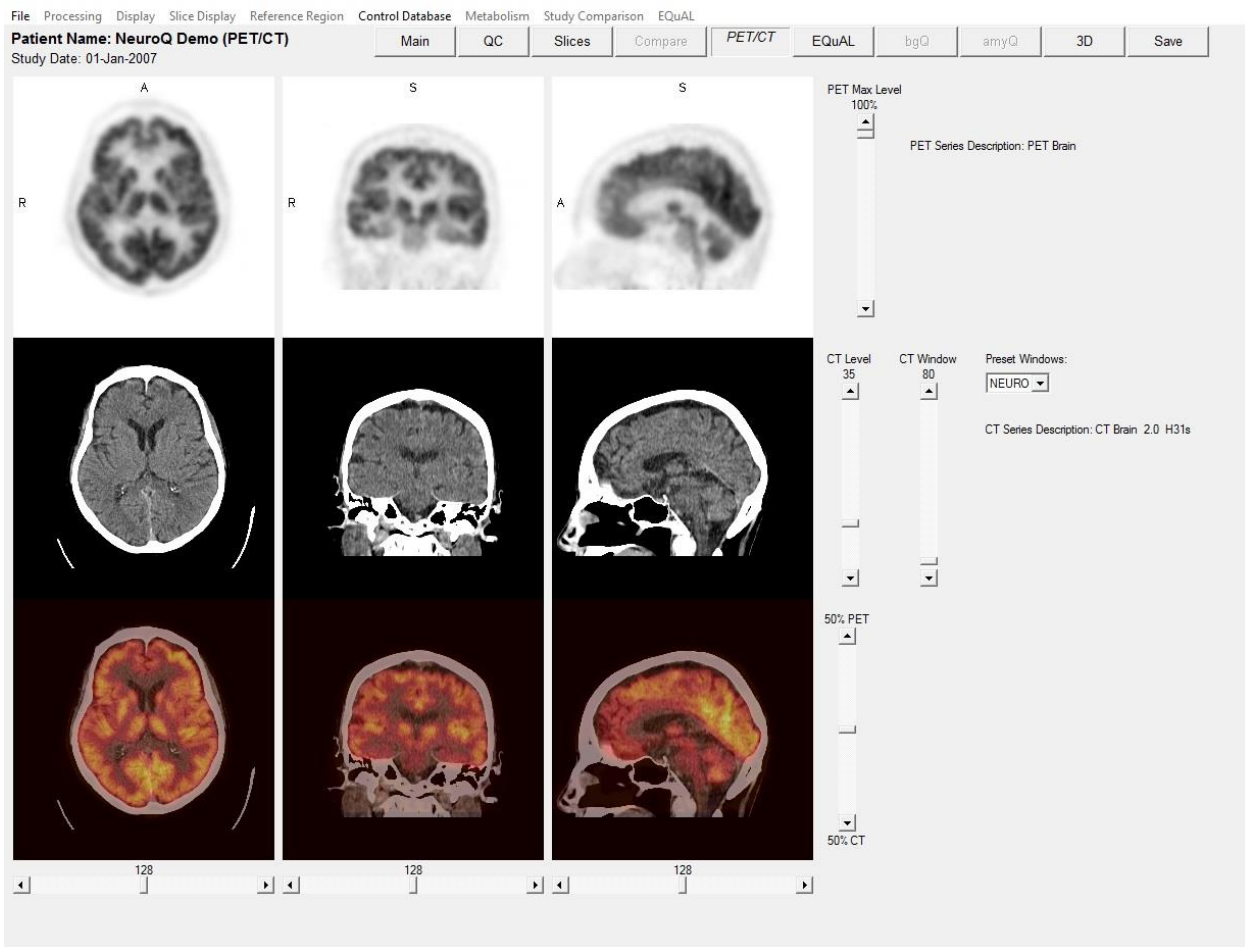 File Processing Display Slice Display Reference Region Control Database Metabolism Study Comparison EQuAL
Patient Name: NeuroQ Demo (PET/CT)
Study Date: 01-Jan-2007
Main QC Slices Compare PET/CT EQuAL bgQ amyQ 3D Save
A S S
R R A
PET Max Level
100%
PET Series Description: PET Brain
CT Level CT Window Preset Windows:
35 80
NEURO
CT Series Description: CT Brain 2.0 H31s
50% PET
50% CT
128 128 128